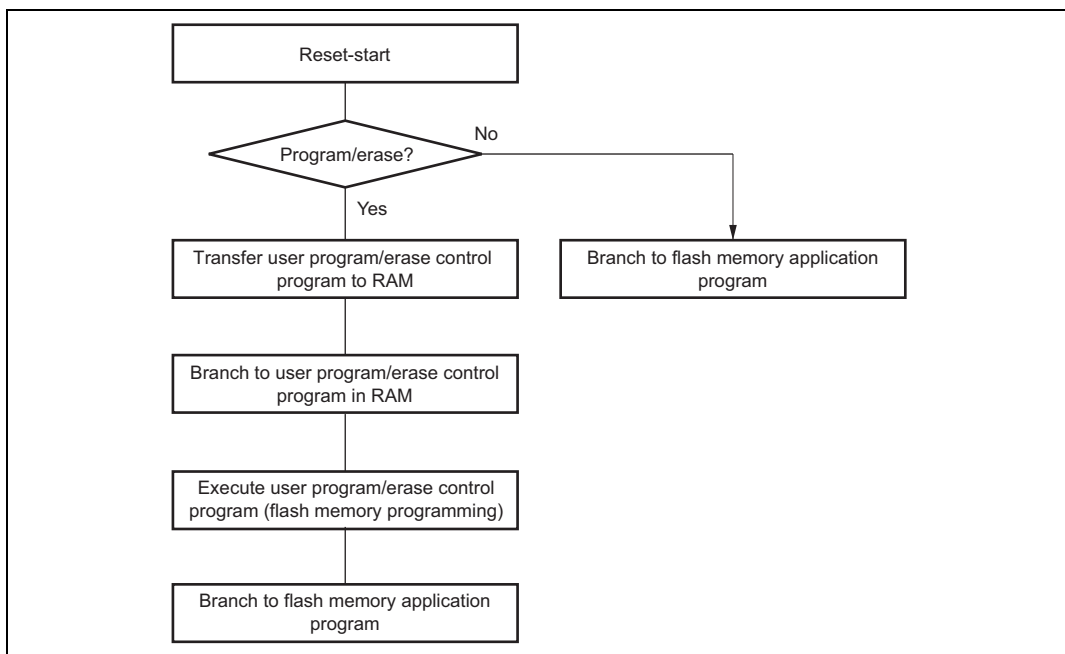 Reset-start
No
Program/erase?
Yes
Transfer user program/erase control
program to RAM
Branch to flash memory application
program
Branch to user program/erase control
program in RAM
Execute user program/erase control
program (flash memory programming)
Branch to flash memory application
program